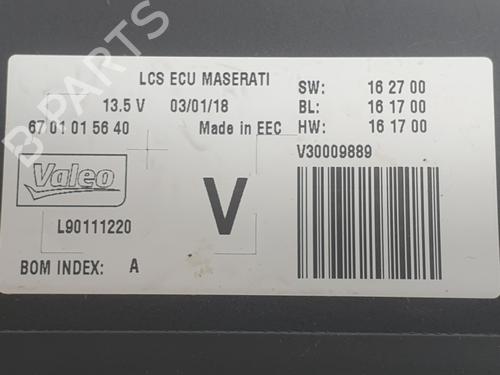 LCS ECU MASERATI
13.5 V 03/01/18
67 01 01 56 40 Made in EEC
SW: 16 27 00
BL: 16 17 00
HW: 16 17 00
V30009889
Valeo
V
L90111220
BOM INDEX: A
B PARTS